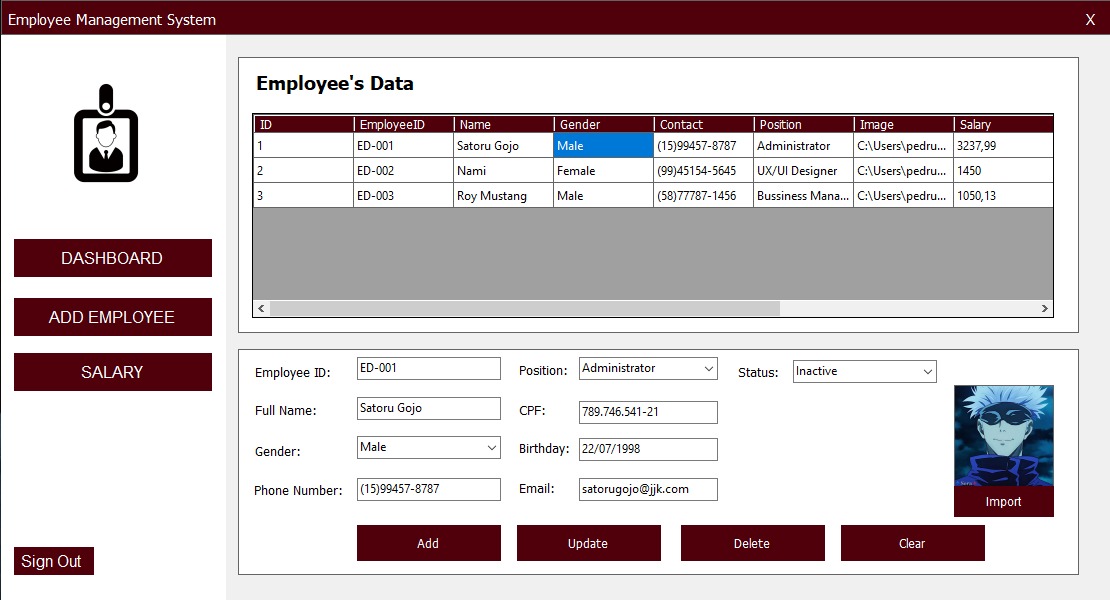 Employee Management System X
Employee's Data
ID EmployeeID Name Gender Contact Position Image Salary
1 ED-001 Satoru Gojo Male (15)99457-8787 Administrator C:\Users\pedru... 3237,99
2 ED-002 Nami Female (99)45154-5645 UX/UI Designer C:\Users\pedru... 1450
3 ED-003 Roy Mustang Male (58)77787-1456 Bussiness Mana... C:\Users\pedru... 1050,13
DASHBOARD
ADD EMPLOYEE
SALARY
Sign Out
Employee ID: ED-001 Position: Administrator Status: Inactive
Full Name: Satoru Gojo CPF: 789.746.541-21
Gender: Male Birthday: 22/07/1998
Phone Number: (15)99457-8787 Email: satorugojo@jjk.com
Import
Add Update Delete Clear